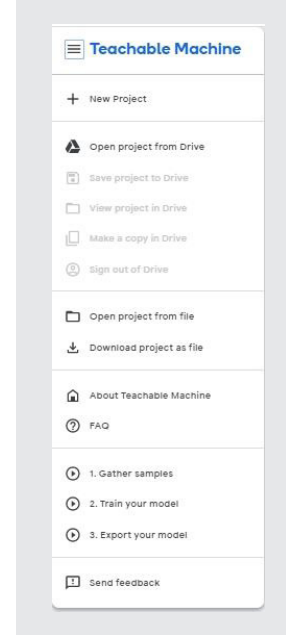 Teachable Machine
New Project
Open project from Drive
Save project to Drive
View project in Drive
Make a copy in Drive
Sign out of Drive
Open project from file
Download project as file
About Teachable Machine
FAQ
1. Gather samples
2. Train your model
3. Export your model
Send feedback